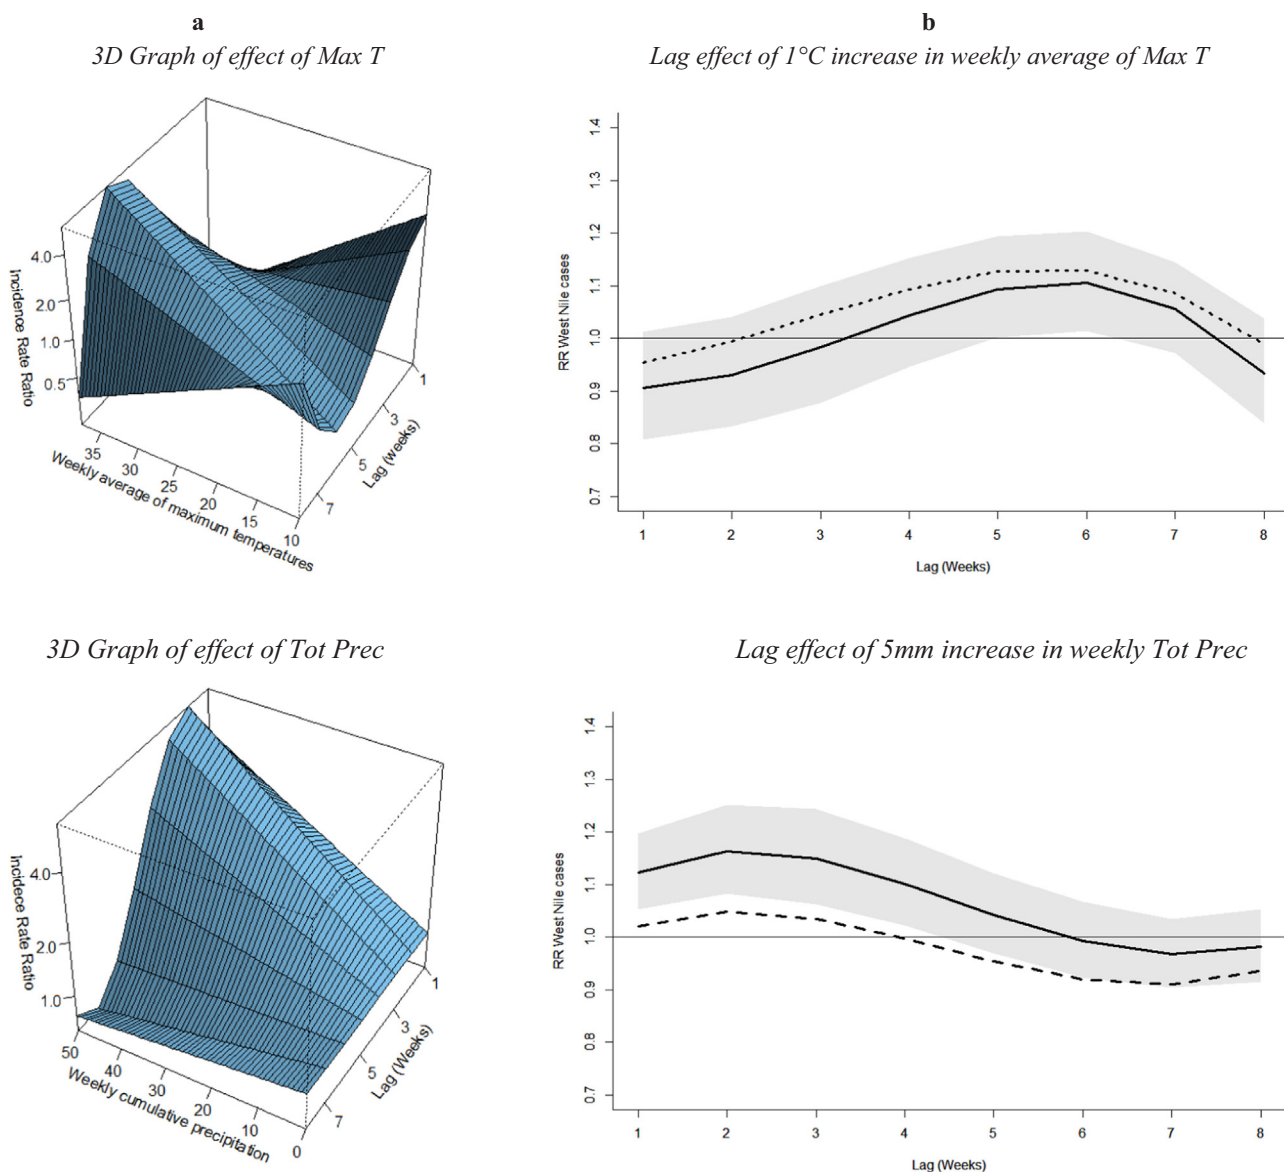 a
3D Graph of effect of Max T
4.0
2.0
1.0
0.5
Incidence Rate Ratio
35
30
25
20
15
10
Weekly average of maximum temperatures
1
3
5
7
Lag (weeks)
b
Lag effect of 1°C increase in weekly average of Max T
1.4
1.3
1.2
1.1
1.0
0.9
0.8
0.7
RR West Nile cases
1 2 3 4 5 6 7 8
Lag (Weeks)
3D Graph of effect of Tot Prec
4.0
2.0
1.0
Incidece Rate Ratio
50
40
30
20
10
0
Weekly cumulative precipitation
1
3
5
7
Lag (Weeks)
Lag effect of 5mm increase in weekly Tot Prec
1.4
1.3
1.2
1.1
1.0
0.9
0.8
0.7
RR West Nile cases
1 2 3 4 5 6 7 8
Lag (Weeks)